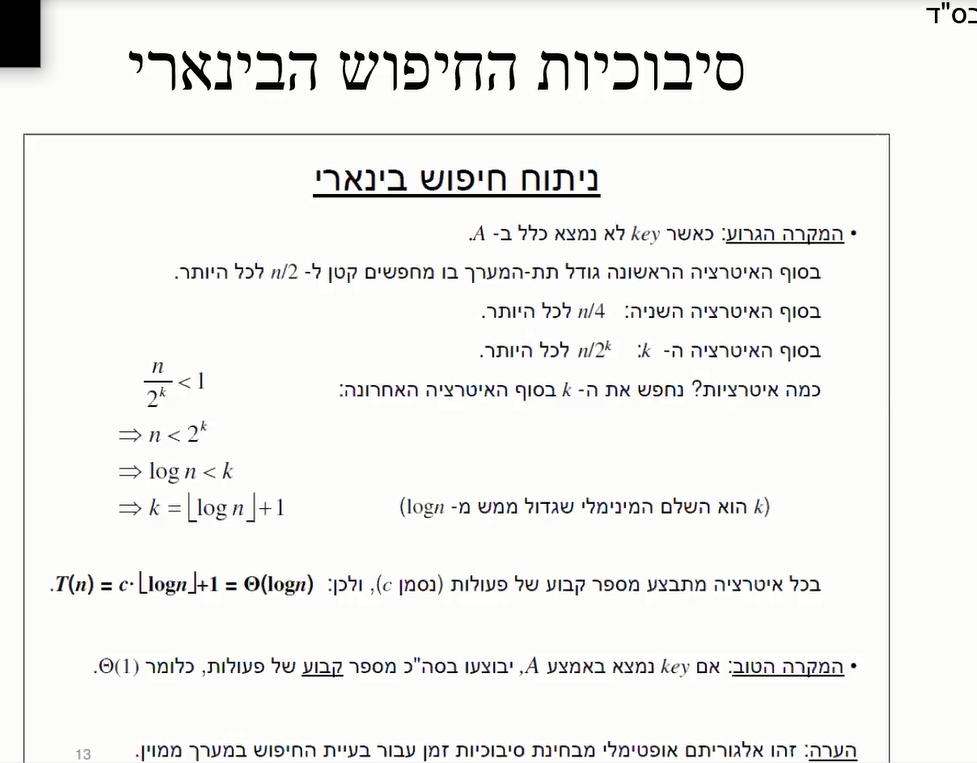 בס"ד
סיבוכיות החיפוש הבינארי
ניתוח חיפוש בינארי
• המקרה הגרוע: כאשר key לא נמצא כלל ב- A.
בסוף האיטרציה הראשונה גודל תת-המערך בו מחפשים קטן ל- n/2 לכל היותר.
בסוף האיטרציה השניה: n/4 לכל היותר.
בסוף האיטרציה ה- k: n/2^k לכל היותר.
כמה איטרציות? נחפש את ה- k בסוף האיטרציה האחרונה:
n/2^k < 1
⇒ n < 2^k
⇒ log n < k
⇒ k = ⌊log n⌋+1
(k הוא השלם המינימלי שגדול ממש מ- logn)
בכל איטרציה מתבצע מספר קבוע של פעולות (נסמן c), ולכן: T(n) = c·⌊logn⌋+1 = Θ(logn).
• המקרה הטוב: אם key נמצא באמצע A, יבוצעו בסה"כ מספר קבוע של פעולות, כלומר Θ(1).
הערה: זהו אלגוריתם אופטימלי מבחינת סיבוכיות זמן עבור בעיית החיפוש במערך ממוין.
13